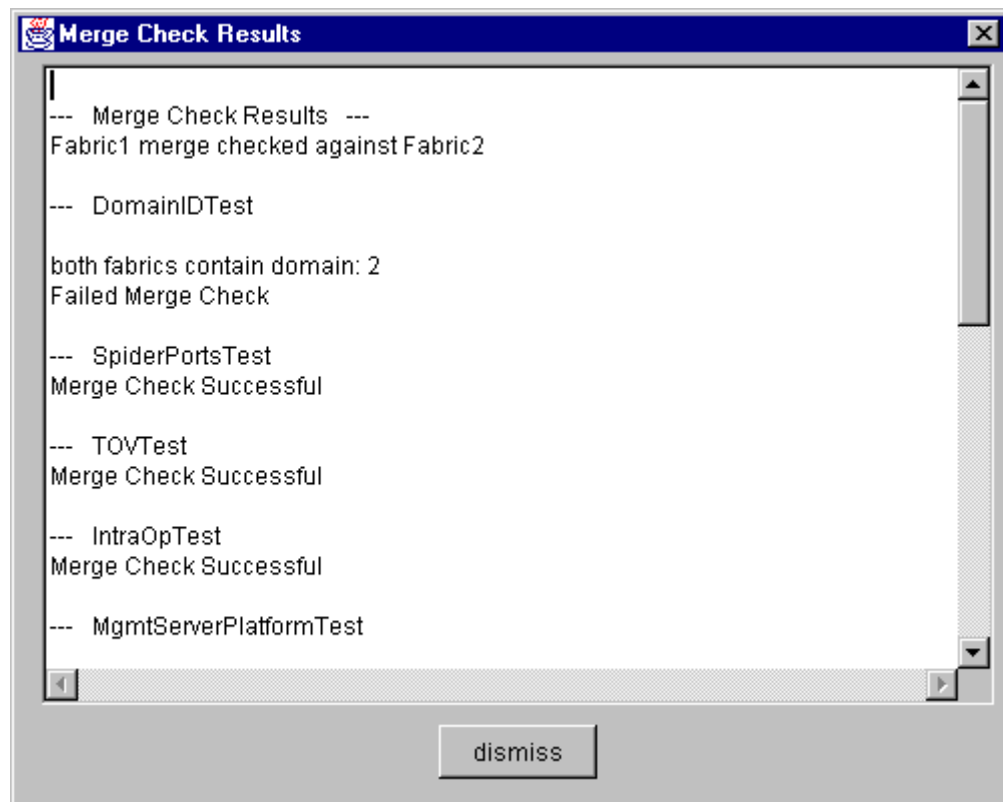 Merge Check Results
--- Merge Check Results ---
Fabric1 merge checked against Fabric2
--- DomainIDTest
both fabrics contain domain: 2
Failed Merge Check
--- SpiderPortsTest
Merge Check Successful
--- TOVTest
Merge Check Successful
--- IntraOpTest
Merge Check Successful
--- MgmtServerPlatformTest
dismiss